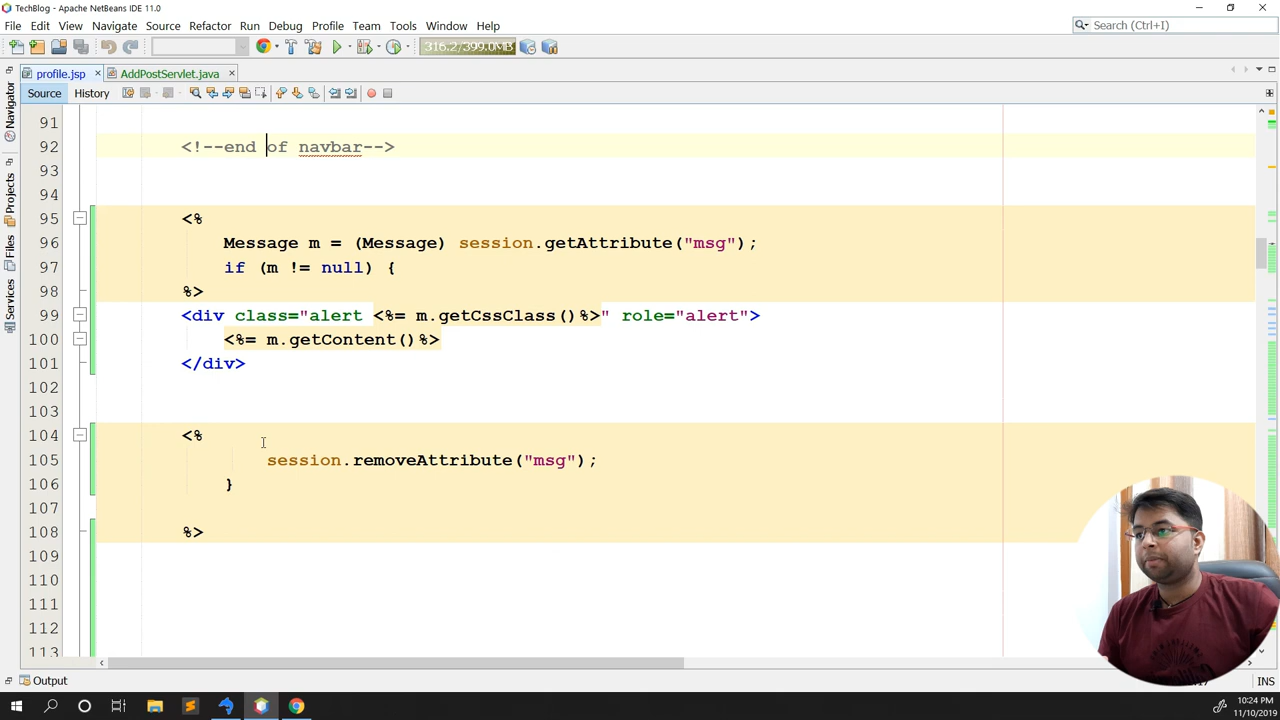 TechBlog - Apache NetBeans IDE 11.0
File Edit View Navigate Source Refactor Run Debug Profile Team Tools Window Help
Search (Ctrl+I)
316.2/399.0MB
profile.jsp
AddPostServlet.java
Source History
Navigator
Projects
Files
Services
91
92 <!--end of navbar-->
93
94
95 <%
96 Message m = (Message) session.getAttribute("msg");
97 if (m != null) {
98 %>
99 <div class="alert <%= m.getCssClass()%>" role="alert">
100 <%= m.getContent()%>
101 </div>
102
103
104 <%
105 session.removeAttribute("msg");
106 }
107
108 %>
109
110
111
112
113
Output
INS
10:24 PM
11/10/2019